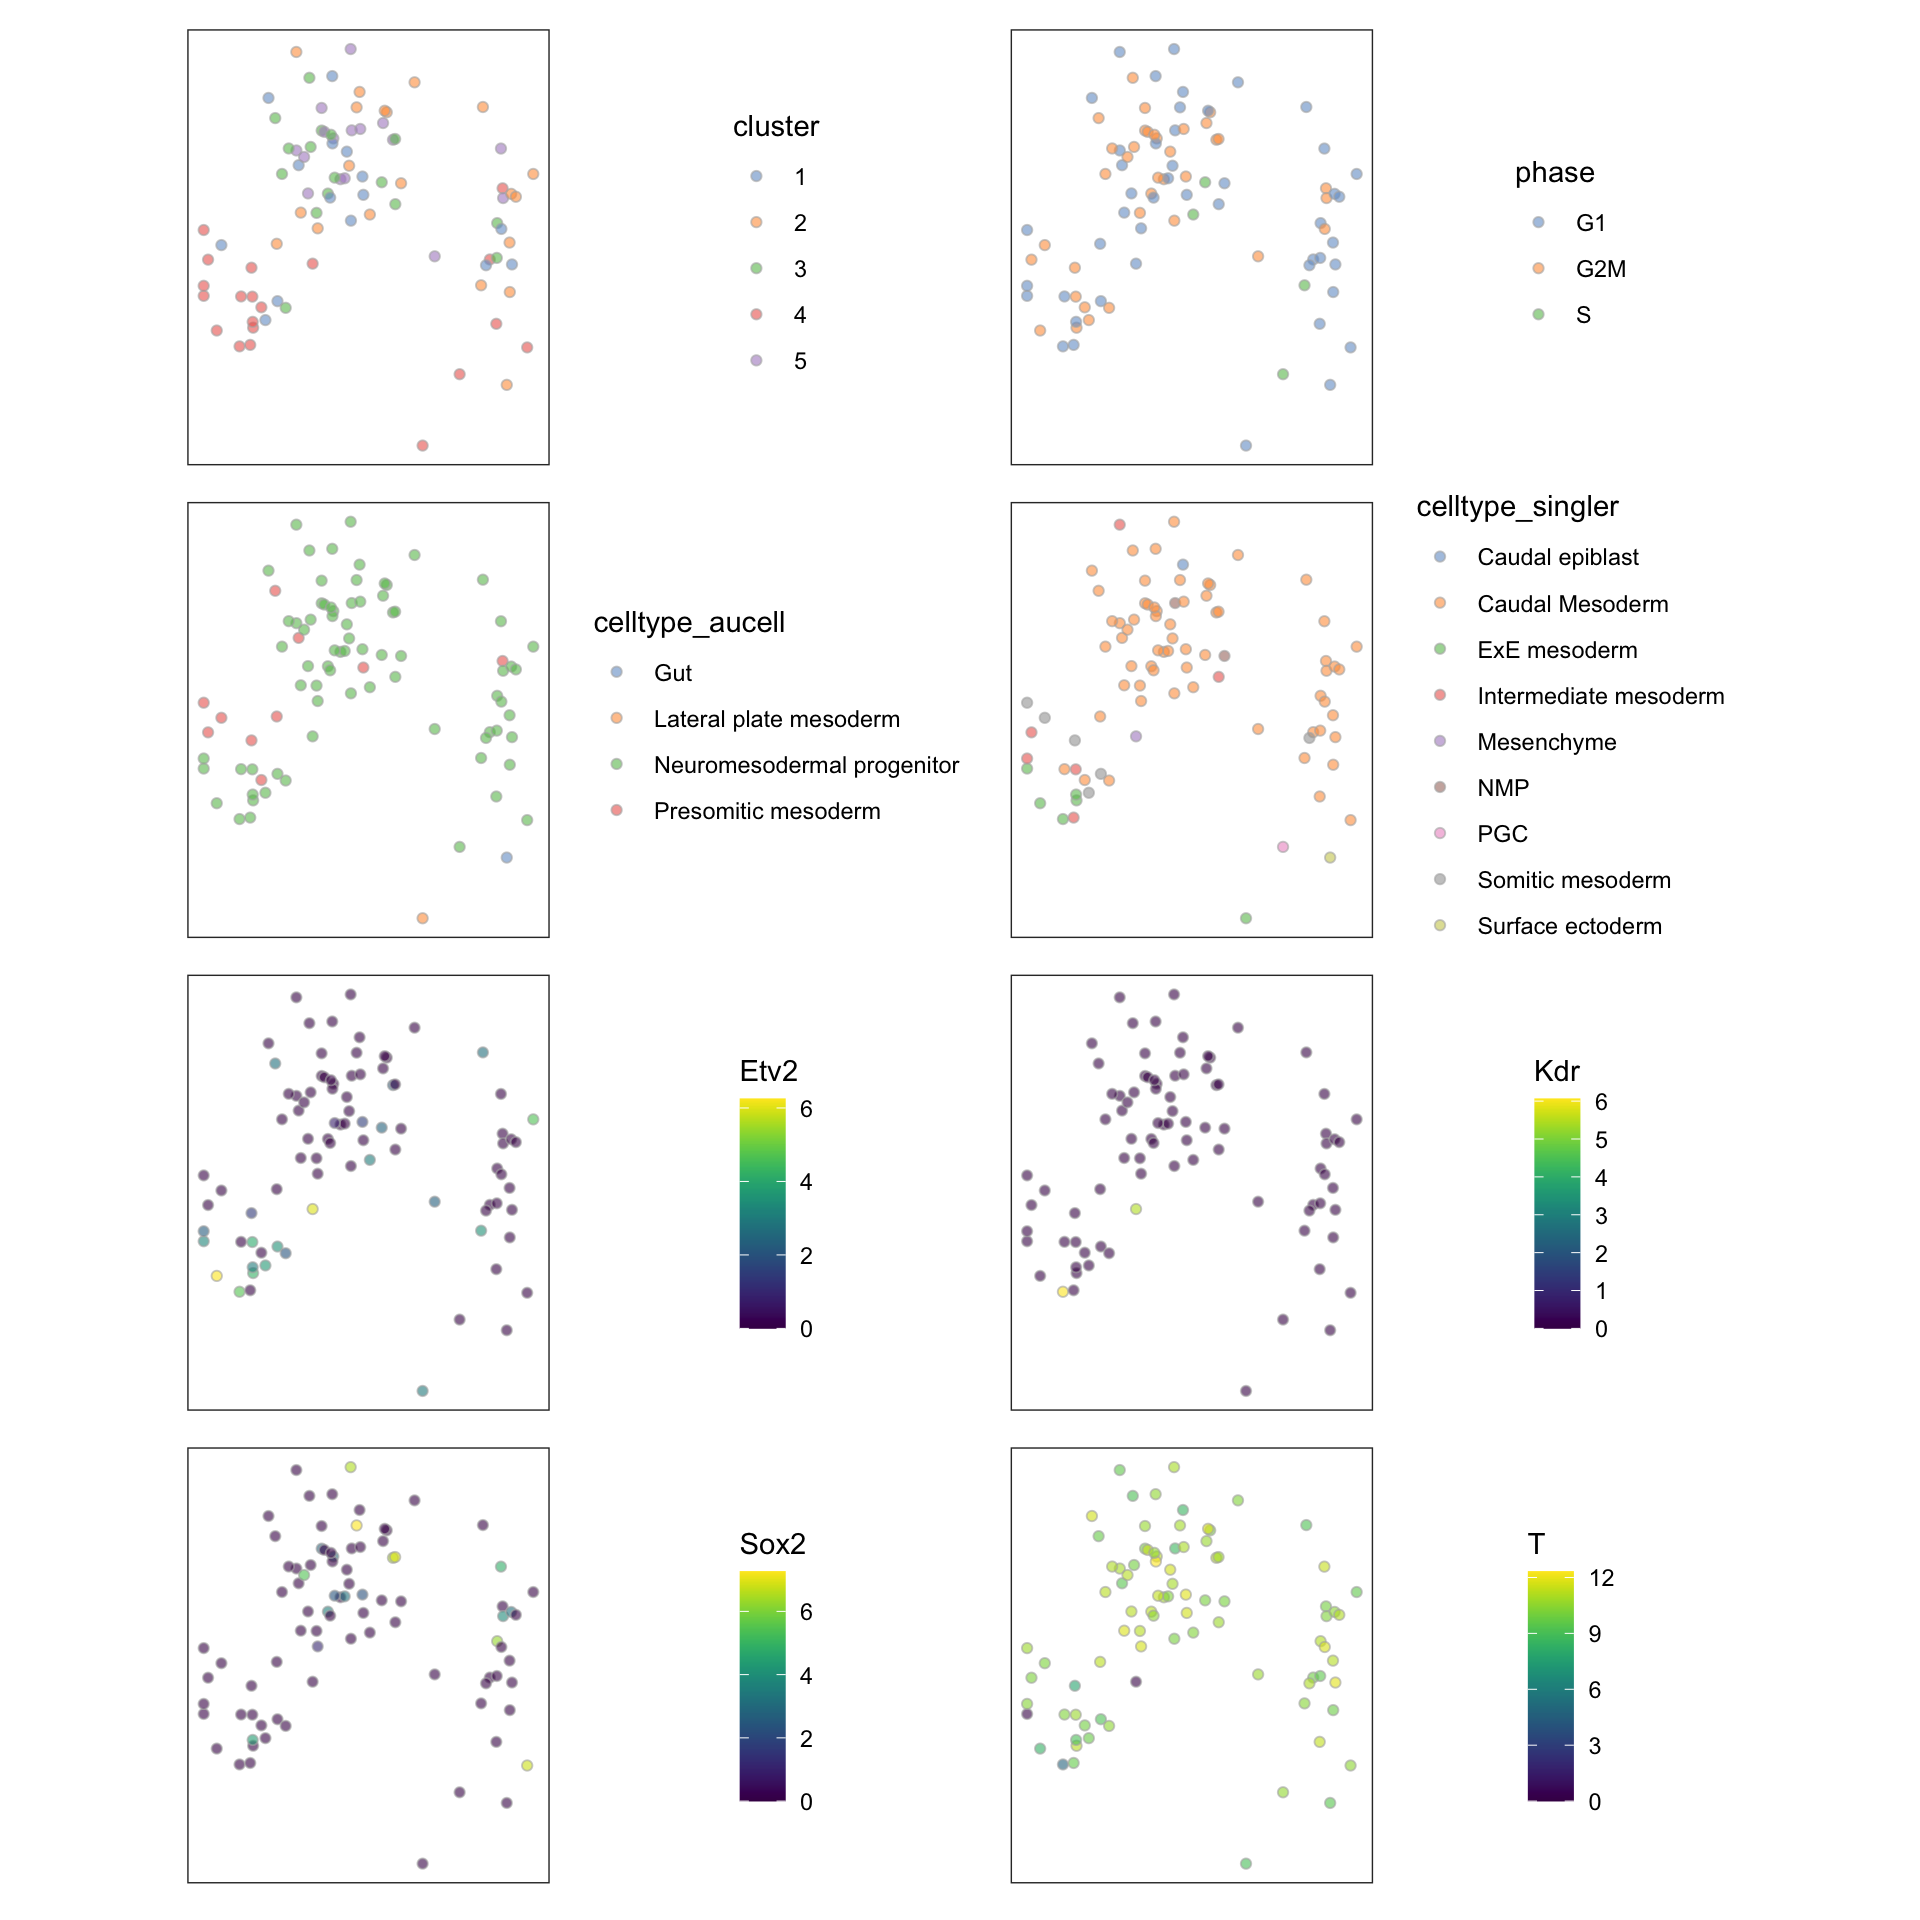 cluster
1
2
3
4
5
phase
G1
G2M
S
celltype_aucell
Gut
Lateral plate mesoderm
Neuromesodermal progenitor
Presomitic mesoderm
celltype_singler
Caudal epiblast
Caudal Mesoderm
ExE mesoderm
Intermediate mesoderm
Mesenchyme
NMP
PGC
Somitic mesoderm
Surface ectoderm
Etv2
6
4
2
0
Kdr
6
5
4
3
2
1
0
Sox2
6
4
2
0
T
12
9
6
3
0